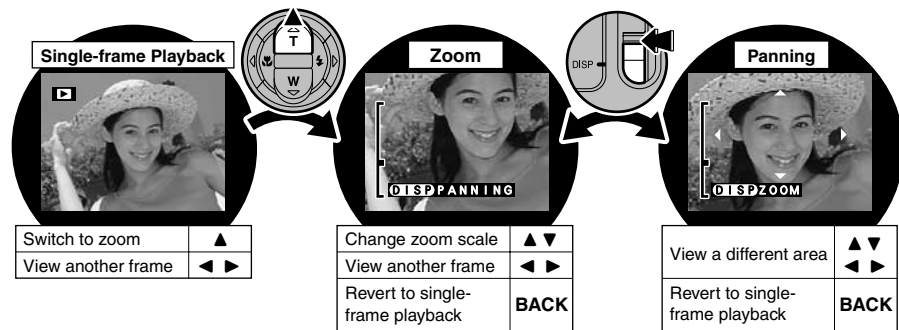 Single-frame Playback
T
W
Zoom
DISP
Panning
DISP PANNING
DISP ZOOM
Switch to zoom ▲
View another frame ◀ ▶
Change zoom scale ▲ ▼
View another frame ◀ ▶
Revert to single-
frame playback BACK
View a different area ▲ ▼
◀ ▶
Revert to single-
frame playback BACK